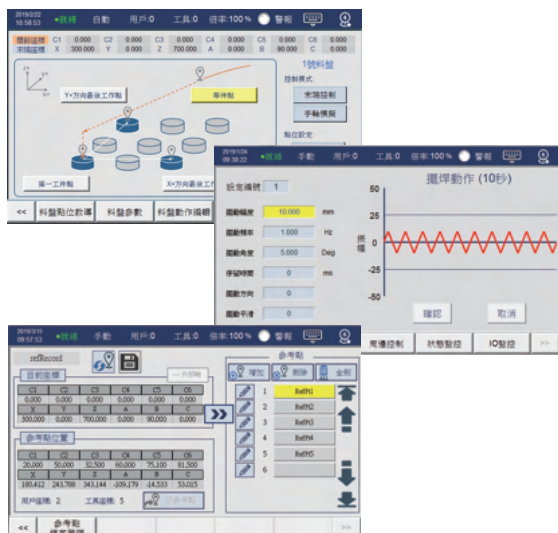 2019/2/22
16:58:53
•就緒 自動 用戶:0 工具:0 倍率:100% 警報
關節座標 C1 0.000 C2 0.000 C3 0.000 C4 0.000 C5 0.000 C6 0.000
末端座標 X 300.000 Y 0.000 Z 700.000 A 0.000 B 90.000 C 0.000
1號料盤
控制模式:
Z+
Y+
X+
Y+方向最後工作點
等待點
末端控制
手輪模擬
點位設定:
第一工作點
X+方向最後工作
<< 料盤點位教導 料盤參數 料盤動作編輯
2019/1/24
09:38:22
•就緒 手動 用戶:0 工具:0 倍率:100% 警報
設定編號 1
擺焊動作 (10秒)
擺動幅度 10.000 mm
擺動頻率 1.000 Hz
擺動角度 5.000 Deg
停留時間 0 ms
擺動方向 0
擺動平滑 0
50
25
0
-25
-50
振幅
確認 取消
周邊控制 狀態監控 IO監控 >>
2019/3/15
09:57:53
•就緒 手動 用戶:0 工具:0 倍率:100% 警報
refRecord
目前座標
<< 外部軸
C1 C2 C3 C4 C5 C6
0.000 0.000 0.000 0.000 0.000 0.000
X Y Z A B C
300.000 0.000 700.000 0.000 90.000 0.000
參考點位置
C1 C2 C3 C4 C5 C6
20.000 50.000 32.500 60.000 75.100 81.500
X Y Z A B C
180.412 243.788 343.144 -109.179 -14.533 53.015
用戶座標: 2 工具座標: 5
參考點
增加 刪除 全刪
1 RefPt1
2 RefPt2
3 RefPt3
4 RefPt4
5 RefPt5
6
<< 參考點
檔案管理
>>